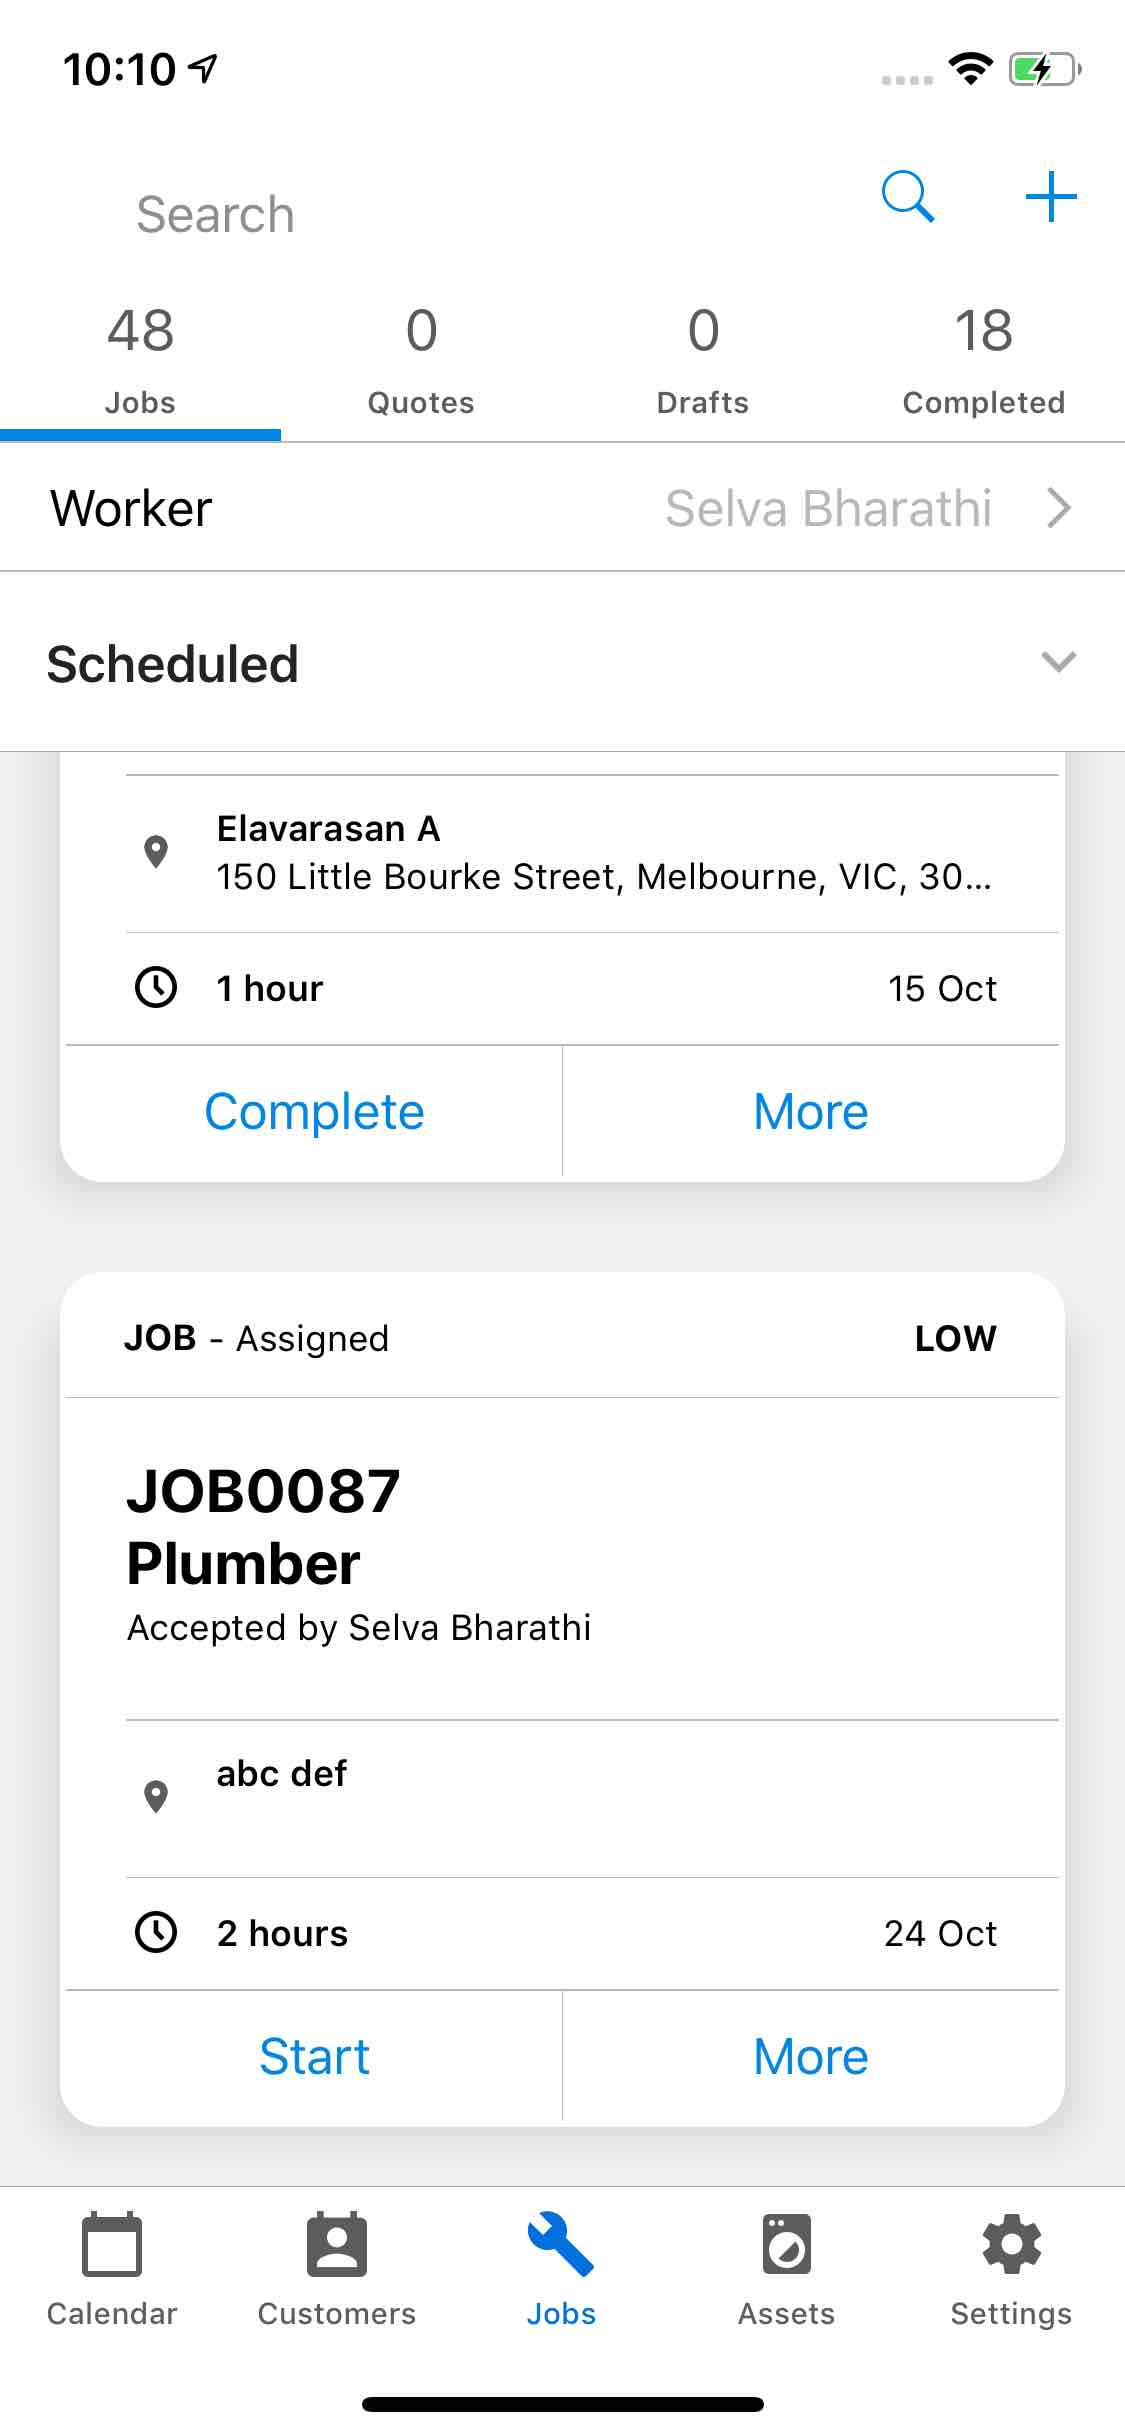 10:10
Search
48
0
0
18
Jobs
Quotes
Drafts
Completed
Worker
Selva Bharathi
Scheduled
Elavarasan A
150 Little Bourke Street, Melbourne, VIC, 30...
1 hour
15 Oct
Complete
More
JOB - Assigned
LOW
JOB0087
Plumber
Accepted by Selva Bharathi
abc def
2 hours
24 Oct
Start
More
Calendar
Customers
Jobs
Assets
Settings